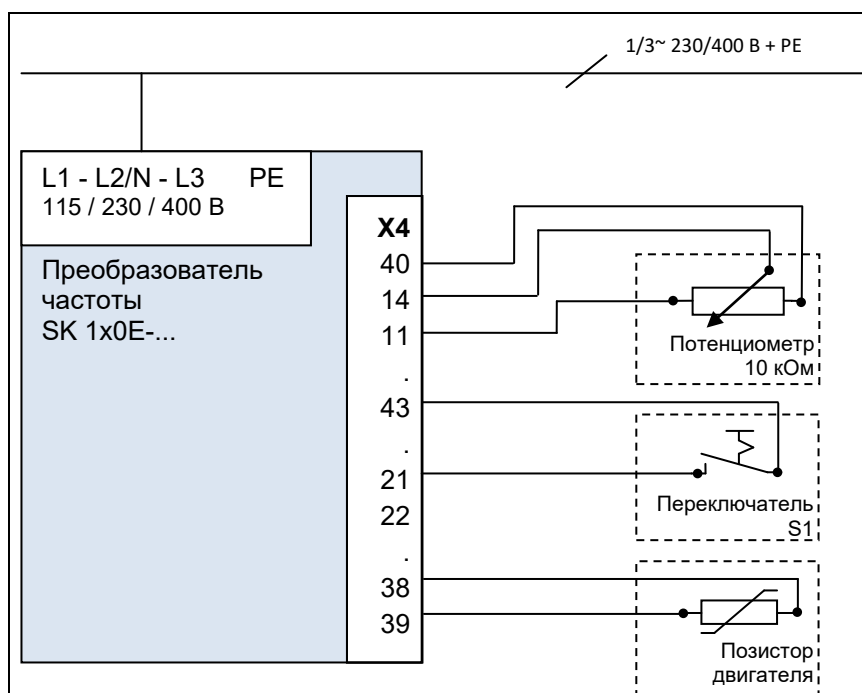 1/3~ 230/400 В + PE
L1 - L2/N - L3 PE
115 / 230 / 400 В
Преобразователь
частоты
SK 1x0E-...
X4
40
14
11
.
43
.
21
22
.
38
39
Потенциометр
10 кОм
Переключатель
S1
Позистор
двигателя